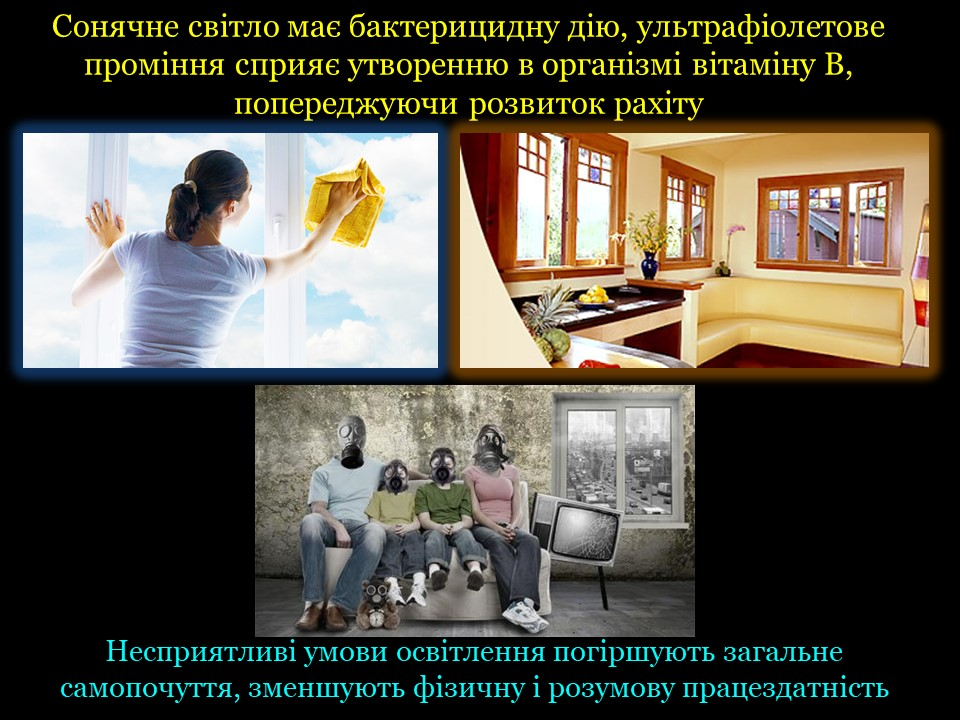 Сонячне світло має бактерицидну дію, ультрафіолетове
проміння сприяє утворенню в організмі вітаміну В,
попереджуючи розвиток рахіту
Несприятливі умови освітлення погіршують загальне
самопочуття, зменшують фізичну і розумову працездатність